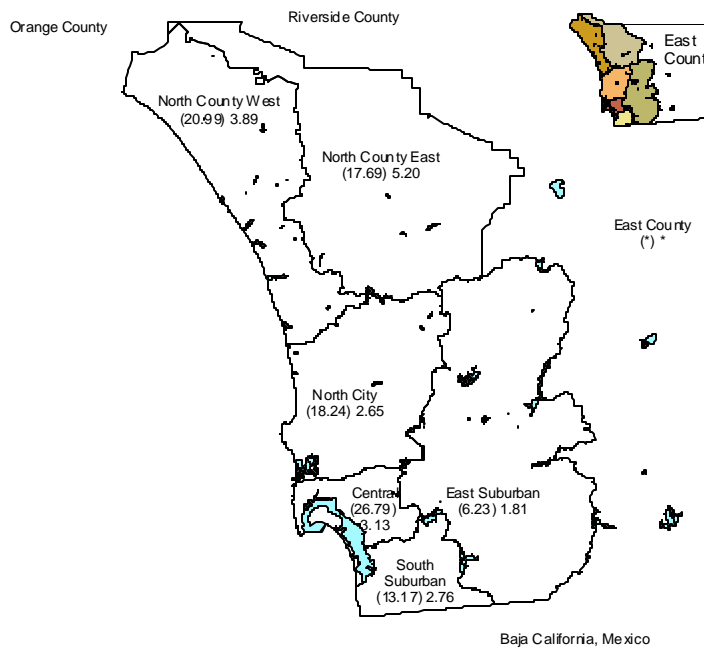 Riverside County
Orange County
East
Count
North County West
(20.99) 3.89
North County East
(17.69) 5.20
East County
(*) *
North City
(18.24) 2.65
Central
(26.79)
3.13
East Suburban
(6.23) 1.81
South
Suburban
(13.17) 2.76
Baja California, Mexico